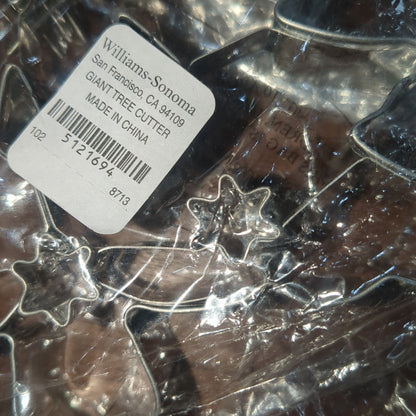 Williams-Sonoma
San Francisco, CA 94109
GIANT TREE CUTTER
MADE IN CHINA
5121694
102
8713